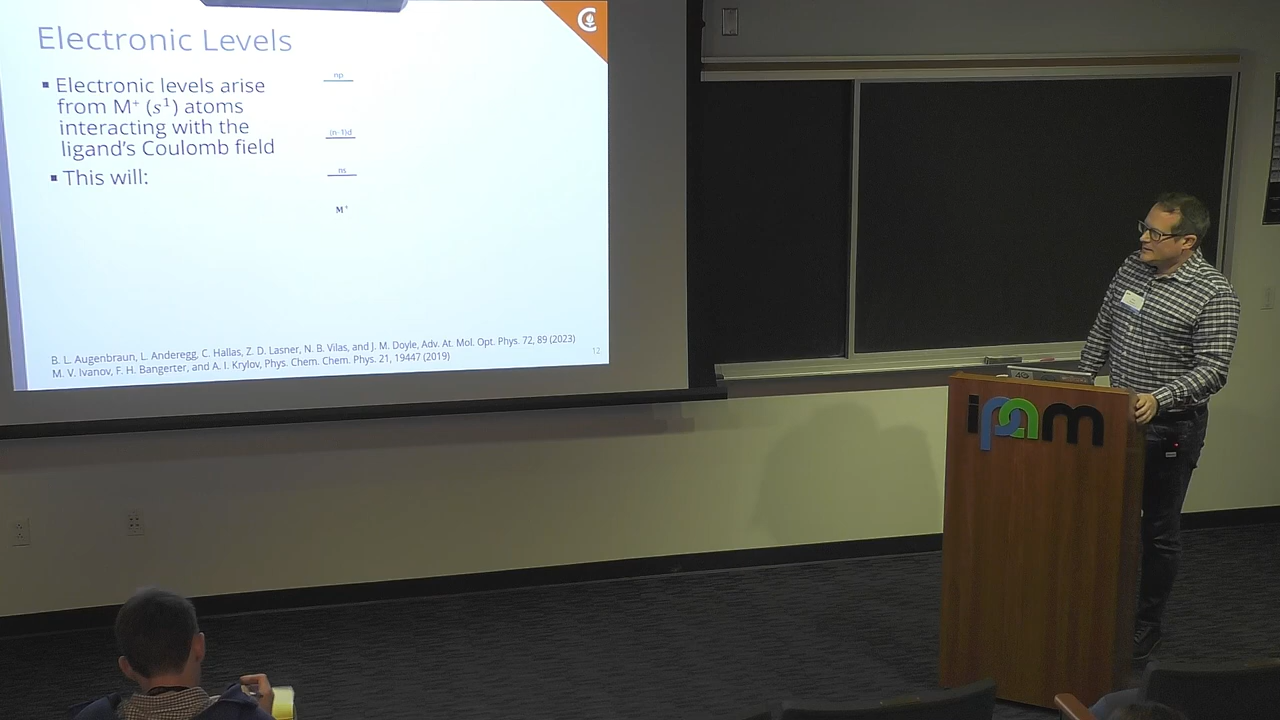 Electronic Levels
▪ Electronic levels arise
from M⁺ (s¹) atoms
interacting with the
ligand's Coulomb field
▪ This will:
np
(n-1)d
ns
M⁺
B. L. Augenbraun, L. Anderegg, C. Hallas, Z. D. Lasner, N. B. Vilas, and J. M. Doyle, Adv. At. Mol. Opt. Phys. 72, 89 (2023)
M. V. Ivanov, F. H. Bangerter, and A. I. Krylov, Phys. Chem. Chem. Phys. 21, 19447 (2019)
12
ipam